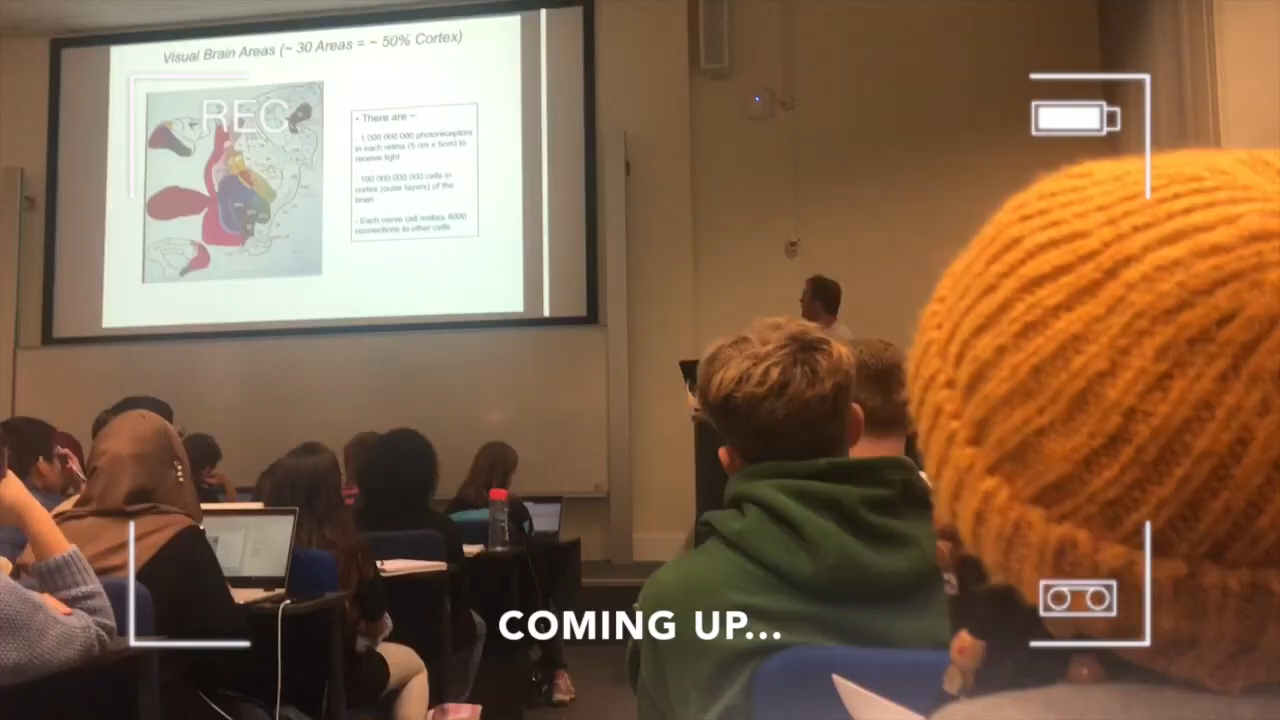 Visual Brain Areas (~ 30 Areas = ~ 50% Cortex)
REC
• There are ~:
- 1 000 000 000 photoreceptors
in each retina (5 cm x 5cm) to
receive light
- 100 000 000 000 cells in
cortex (outer layers) of the
brain
- Each nerve cell makes 4000
connections to other cells
COMING UP...